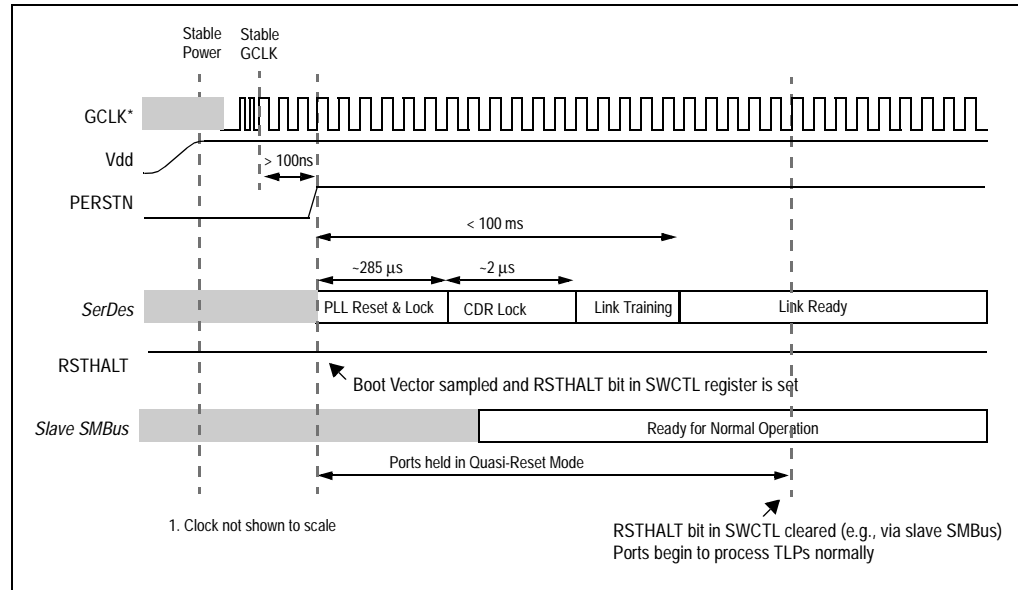 Stable Power
Stable GCLK
GCLK*
Vdd
> 100ns
PERSTN
< 100 ms
~285 µs
~2 µs
SerDes
PLL Reset & Lock
CDR Lock
Link Training
Link Ready
RSTHALT
Boot Vector sampled and RSTHALT bit in SWCTL register is set
Slave SMBus
Ready for Normal Operation
Ports held in Quasi-Reset Mode
1. Clock not shown to scale
RSTHALT bit in SWCTL cleared (e.g., via slave SMBus)
Ports begin to process TLPs normally